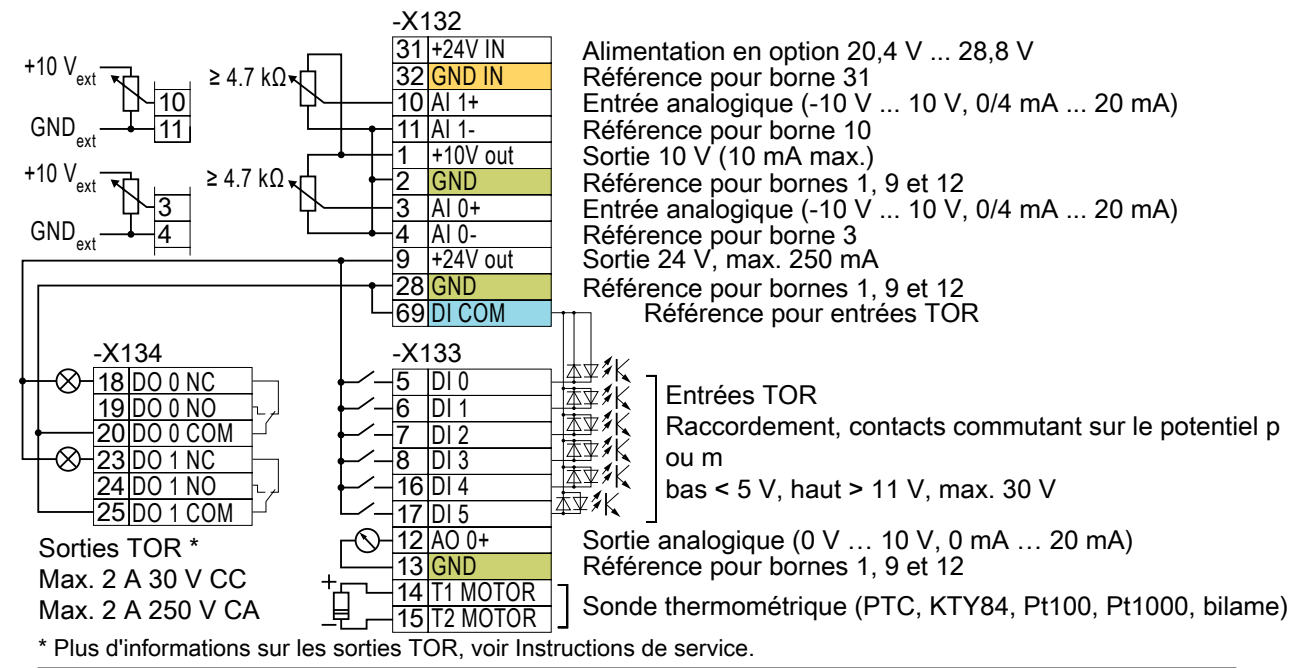 -X132
31 +24V IN Alimentation en option 20,4 V ... 28,8 V
32 GND IN Référence pour borne 31
10 AI 1+ Entrée analogique (-10 V ... 10 V, 0/4 mA ... 20 mA)
11 AI 1- Référence pour borne 10
1 +10V out Sortie 10 V (10 mA max.)
2 GND Référence pour bornes 1, 9 et 12
3 AI 0+ Entrée analogique (-10 V ... 10 V, 0/4 mA ... 20 mA)
4 AI 0- Référence pour borne 3
9 +24V out Sortie 24 V, max. 250 mA
28 GND Référence pour bornes 1, 9 et 12
69 DI COM Référence pour entrées TOR
+10 Vext
10
GNDext 11
≥ 4.7 kΩ
+10 Vext
3
GNDext 4
≥ 4.7 kΩ
-X134
18 DO 0 NC
19 DO 0 NO
20 DO 0 COM
23 DO 1 NC
24 DO 1 NO
25 DO 1 COM
Sorties TOR *
Max. 2 A 30 V CC
Max. 2 A 250 V CA
-X133
5 DI 0
6 DI 1
7 DI 2
8 DI 3
16 DI 4
17 DI 5
Entrées TOR
Raccordement, contacts commutant sur le potentiel p
ou m
bas < 5 V, haut > 11 V, max. 30 V
12 AO 0+ Sortie analogique (0 V … 10 V, 0 mA … 20 mA)
13 GND Référence pour bornes 1, 9 et 12
+ 14 T1 MOTOR
− 15 T2 MOTOR
Sonde thermométrique (PTC, KTY84, Pt100, Pt1000, bilame)
* Plus d'informations sur les sorties TOR, voir Instructions de service.